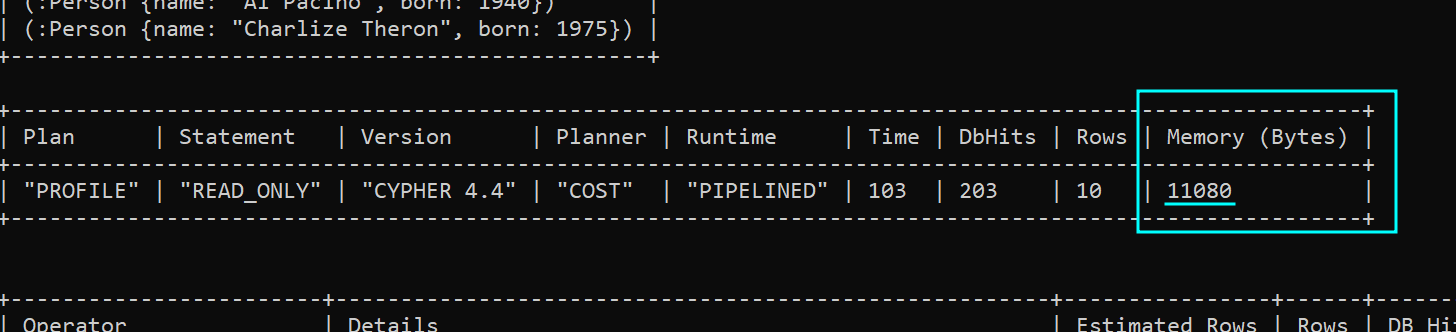 | (:Person {name: "Al Pacino", born: 1940}) |
| (:Person {name: "Charlize Theron", born: 1975}) |
+-------------------------------------------------+
+---------------------------------------------------------------------------------------------------------+
| Plan | Statement | Version | Planner | Runtime | Time | DbHits | Rows | Memory (Bytes) |
+---------------------------------------------------------------------------------------------------------+
| "PROFILE" | "READ_ONLY" | "CYPHER 4.4" | "COST" | "PIPELINED" | 103 | 203 | 10 | 11080 |
+---------------------------------------------------------------------------------------------------------+
+------------------------+-------------------------------------------------------+----------------+------+------
| Operator | Details | Estimated Rows | Rows | DB Hi